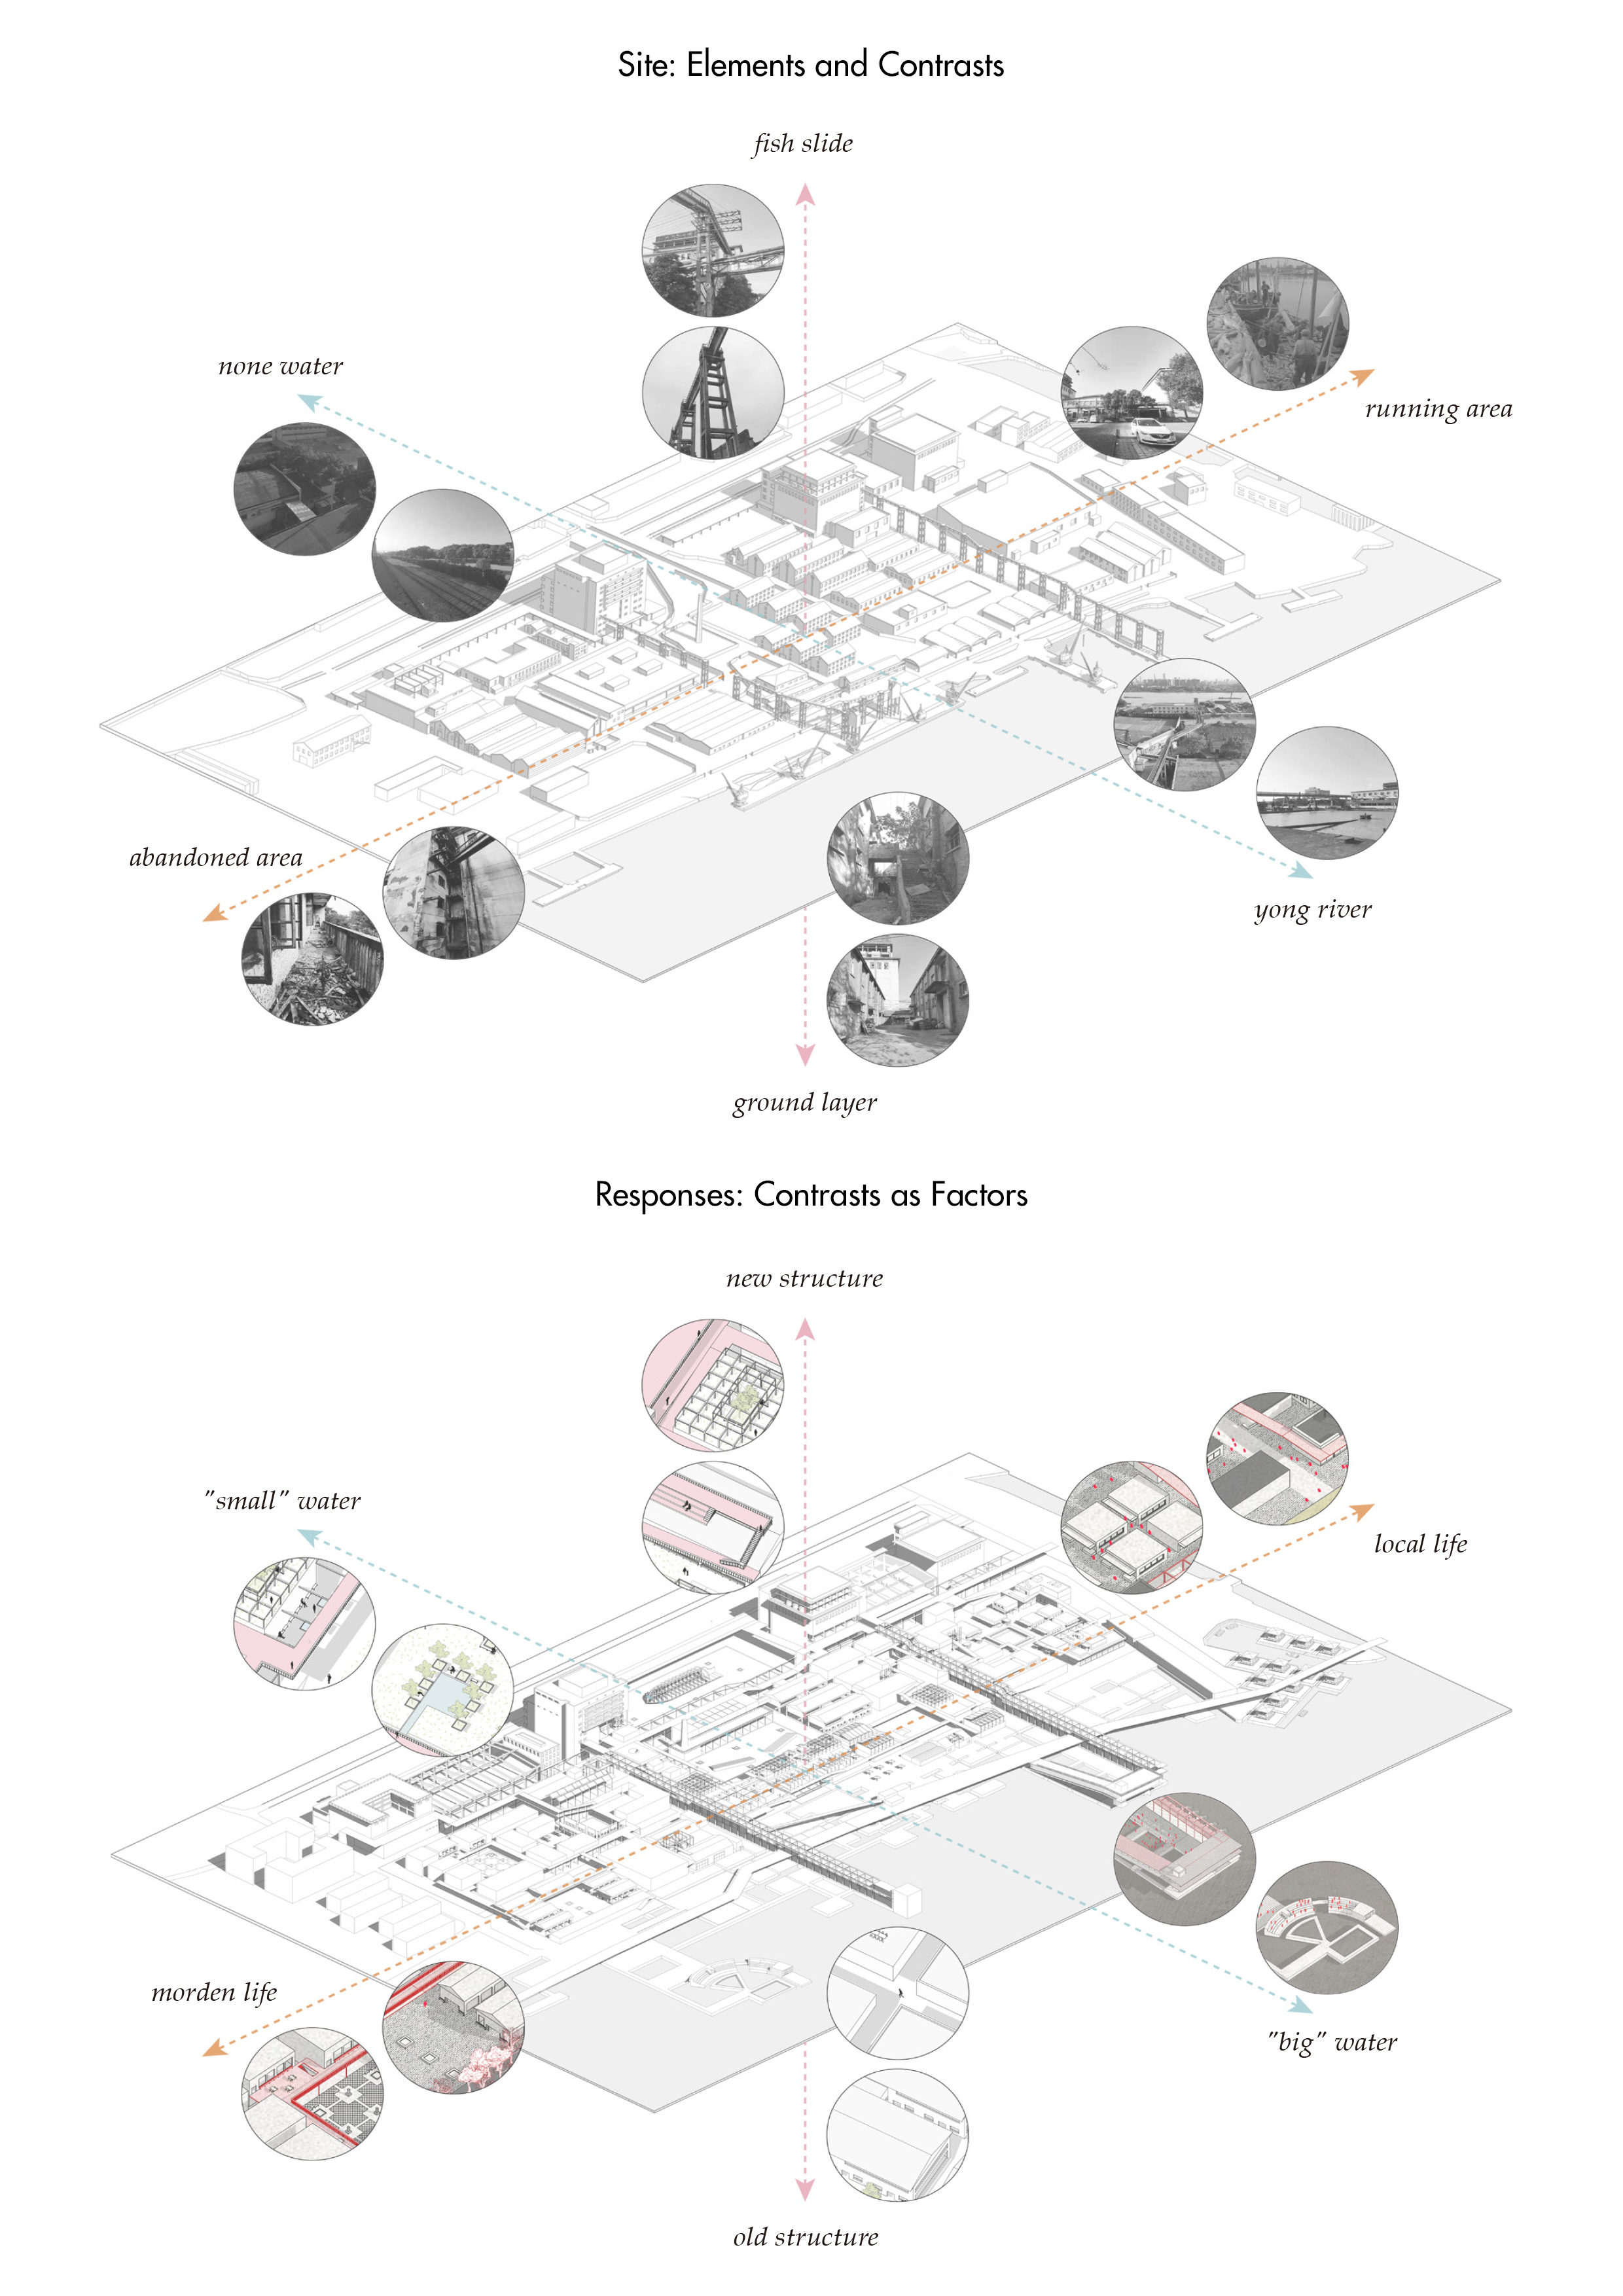 Site: Elements and Contrasts
fish slide
none water
running area
abandoned area
yong river
ground layer
Responses: Contrasts as Factors
new structure
"small" water
local life
morden life
"big" water
old structure